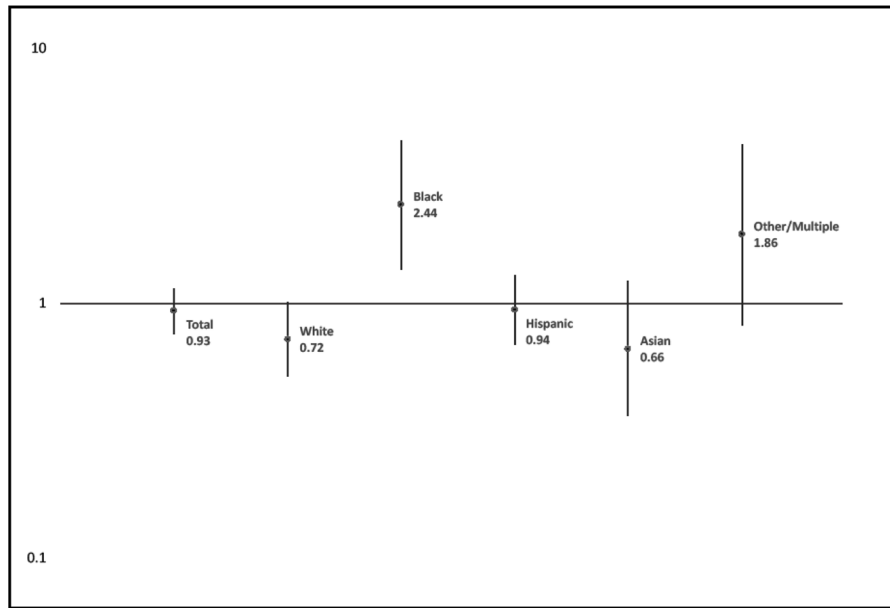 10
Black
2.44
Other/Multiple
1.86
1
Total
0.93
White
0.72
Hispanic
0.94
Asian
0.66
0.1